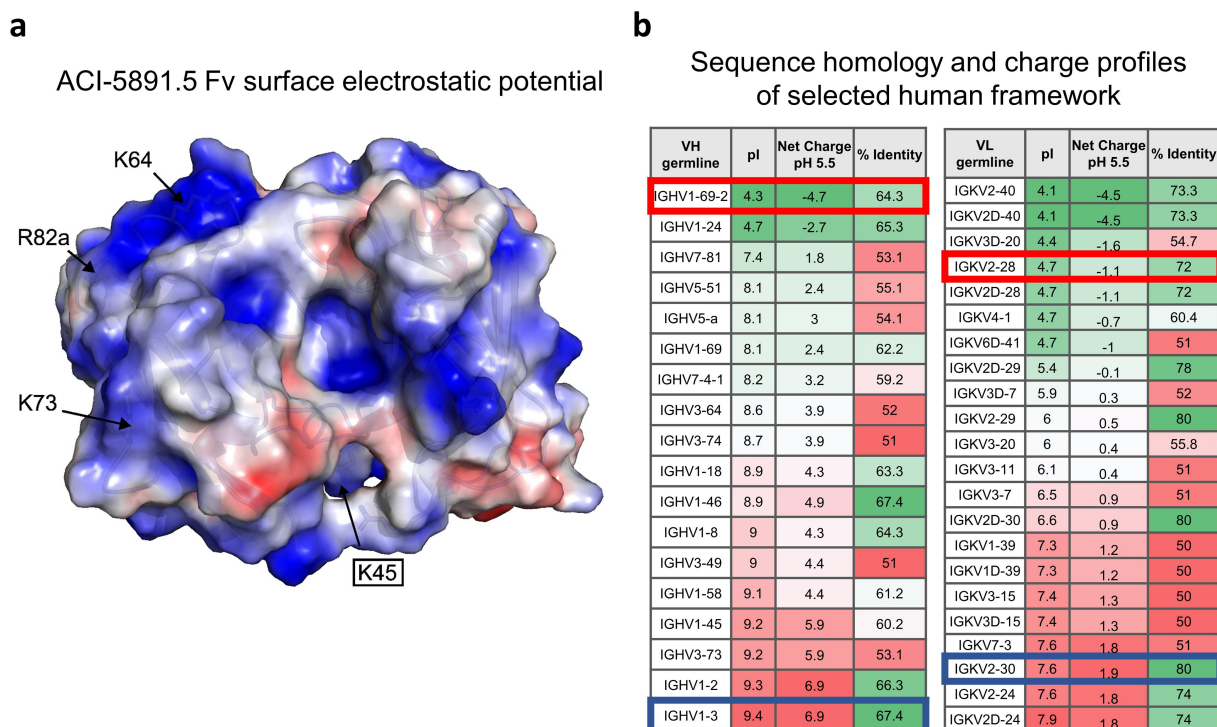 a
ACI-5891.5 Fv surface electrostatic potential
K64
R82a
K73
K45
b
Sequence homology and charge profiles
of selected human framework
VH germline pI Net Charge pH 5.5 % Identity
IGHV1-69-2 4.3 -4.7 64.3
IGHV1-24 4.7 -2.7 65.3
IGHV7-81 7.4 1.8 53.1
IGHV5-51 8.1 2.4 55.1
IGHV5-a 8.1 3 54.1
IGHV1-69 8.1 2.4 62.2
IGHV7-4-1 8.2 3.2 59.2
IGHV3-64 8.6 3.9 52
IGHV3-74 8.7 3.9 51
IGHV1-18 8.9 4.3 63.3
IGHV1-46 8.9 4.9 67.4
IGHV1-8 9 4.3 64.3
IGHV3-49 9 4.4 51
IGHV1-58 9.1 4.4 61.2
IGHV1-45 9.2 5.9 60.2
IGHV3-73 9.2 5.9 53.1
IGHV1-2 9.3 6.9 66.3
IGHV1-3 9.4 6.9 67.4
VL germline pI Net Charge pH 5.5 % Identity
IGKV2-40 4.1 -4.5 73.3
IGKV2D-40 4.1 -4.5 73.3
IGKV3D-20 4.4 -1.6 54.7
IGKV2-28 4.7 -1.1 72
IGKV2D-28 4.7 -1.1 72
IGKV4-1 4.7 -0.7 60.4
IGKV6D-41 4.7 -1 51
IGKV2D-29 5.4 -0.1 78
IGKV3D-7 5.9 0.3 52
IGKV2-29 6 0.5 80
IGKV3-20 6 0.4 55.8
IGKV3-11 6.1 0.4 51
IGKV3-7 6.5 0.9 51
IGKV2D-30 6.6 0.9 80
IGKV1-39 7.3 1.2 50
IGKV1D-39 7.3 1.2 50
IGKV3-15 7.4 1.3 50
IGKV3D-15 7.4 1.3 50
IGKV7-3 7.6 1.8 51
IGKV2-30 7.6 1.9 80
IGKV2-24 7.6 1.8 74
IGKV2D-24 7.9 1.8 74